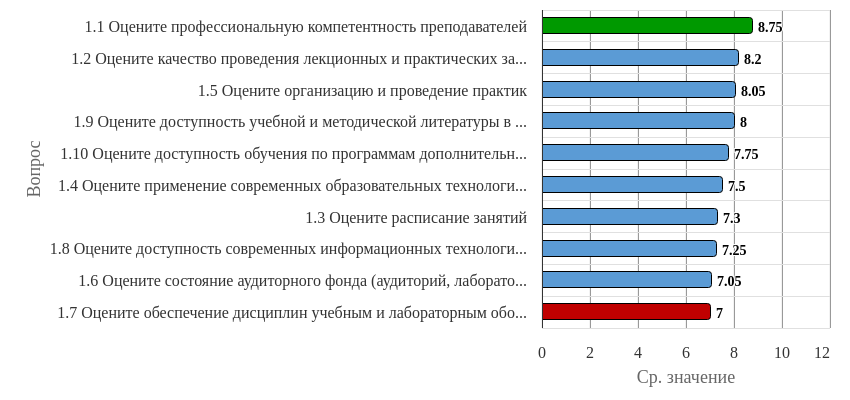 1.1 Оцените профессиональную компетентность преподавателей 8.75
1.2 Оцените качество проведения лекционных и практических за... 8.2
1.5 Оцените организацию и проведение практик 8.05
1.9 Оцените доступность учебной и методической литературы в ... 8
1.10 Оцените доступность обучения по программам дополнительн... 7.75
1.4 Оцените применение современных образовательных технологи... 7.5
1.3 Оцените расписание занятий 7.3
1.8 Оцените доступность современных информационных технологи... 7.25
1.6 Оцените состояние аудиторного фонда (аудиторий, лаборато... 7.05
1.7 Оцените обеспечение дисциплин учебным и лабораторным обо... 7
Вопрос
0 2 4 6 8 10 12
Ср. значение